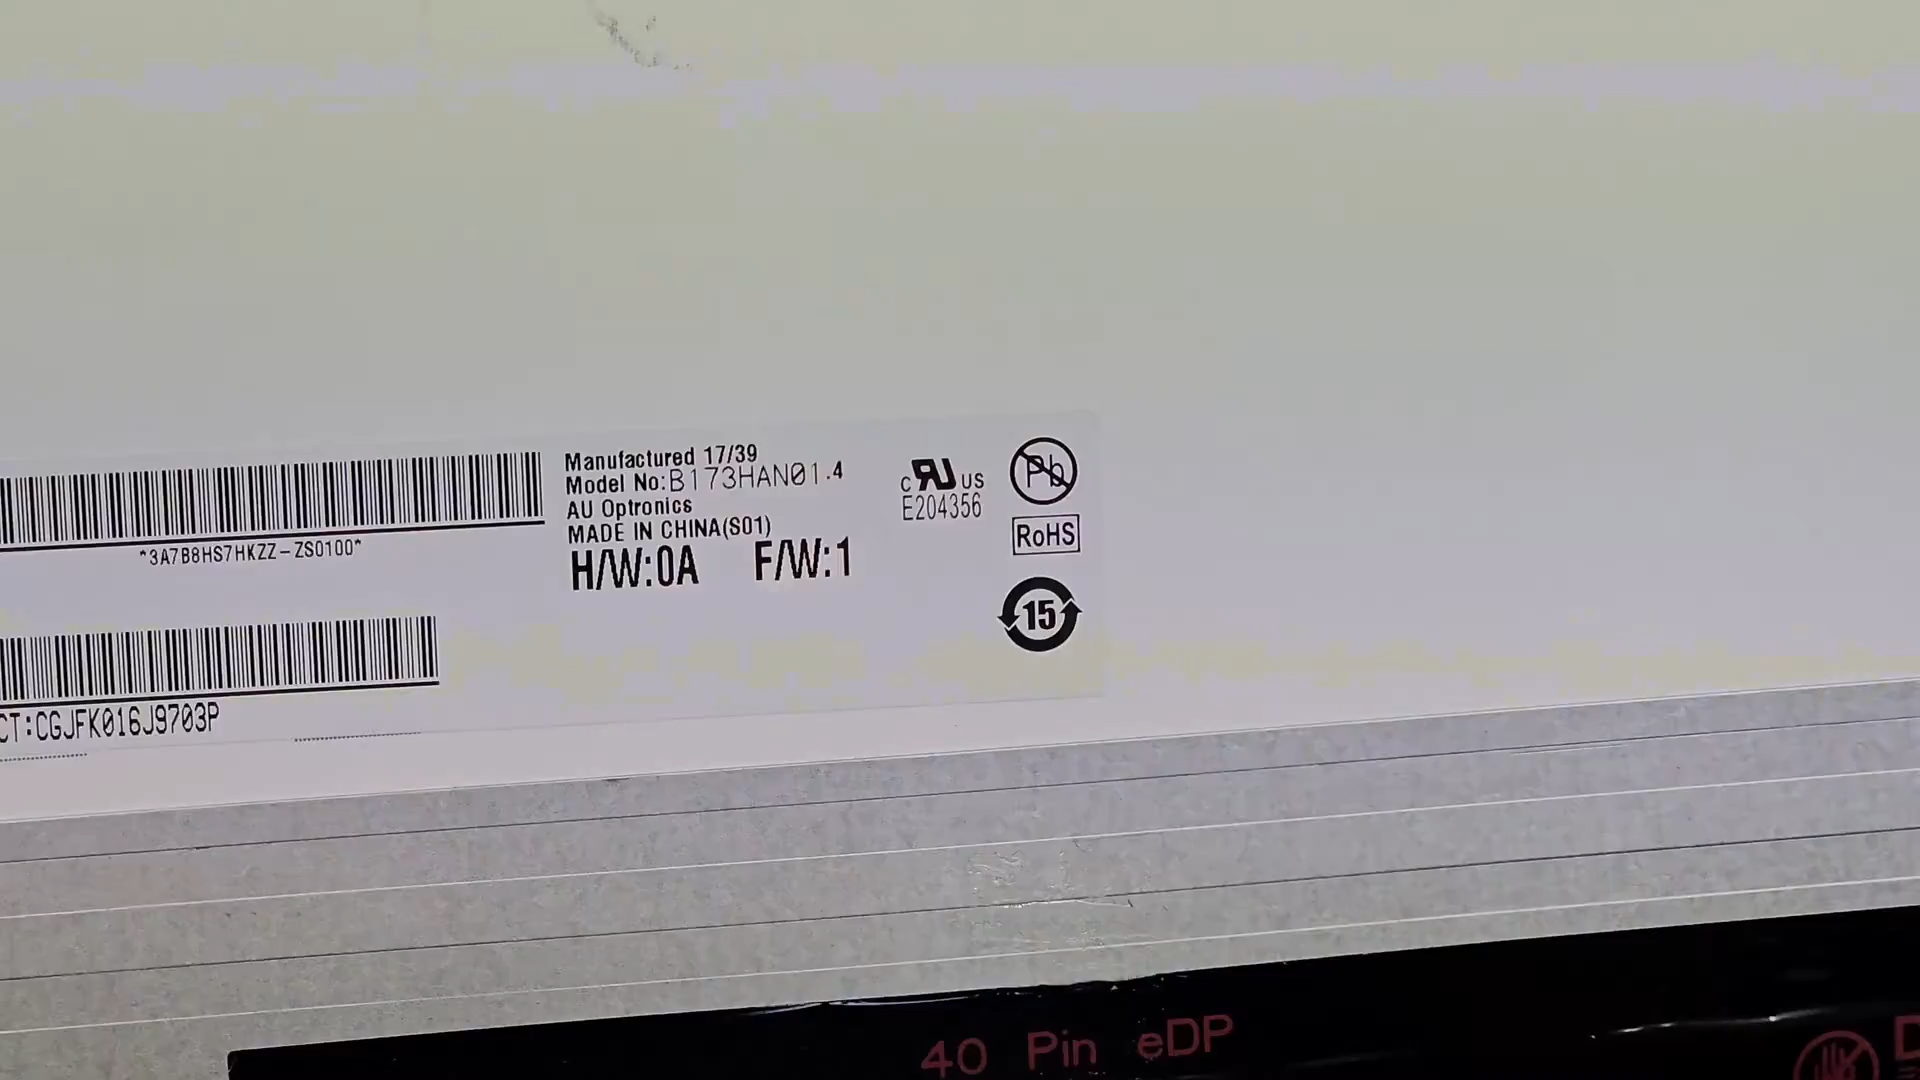 Manufactured 17/39
Model No:B173HAN01.4
AU Optronics
MADE IN CHINA(S01)
H/W:0A F/W:1
*3A7B8HS7HKZZ-ZS0100*
CT:CGJFK016J9703P
c RU US
E204356
Pb
RoHS
15
40 Pin eDP